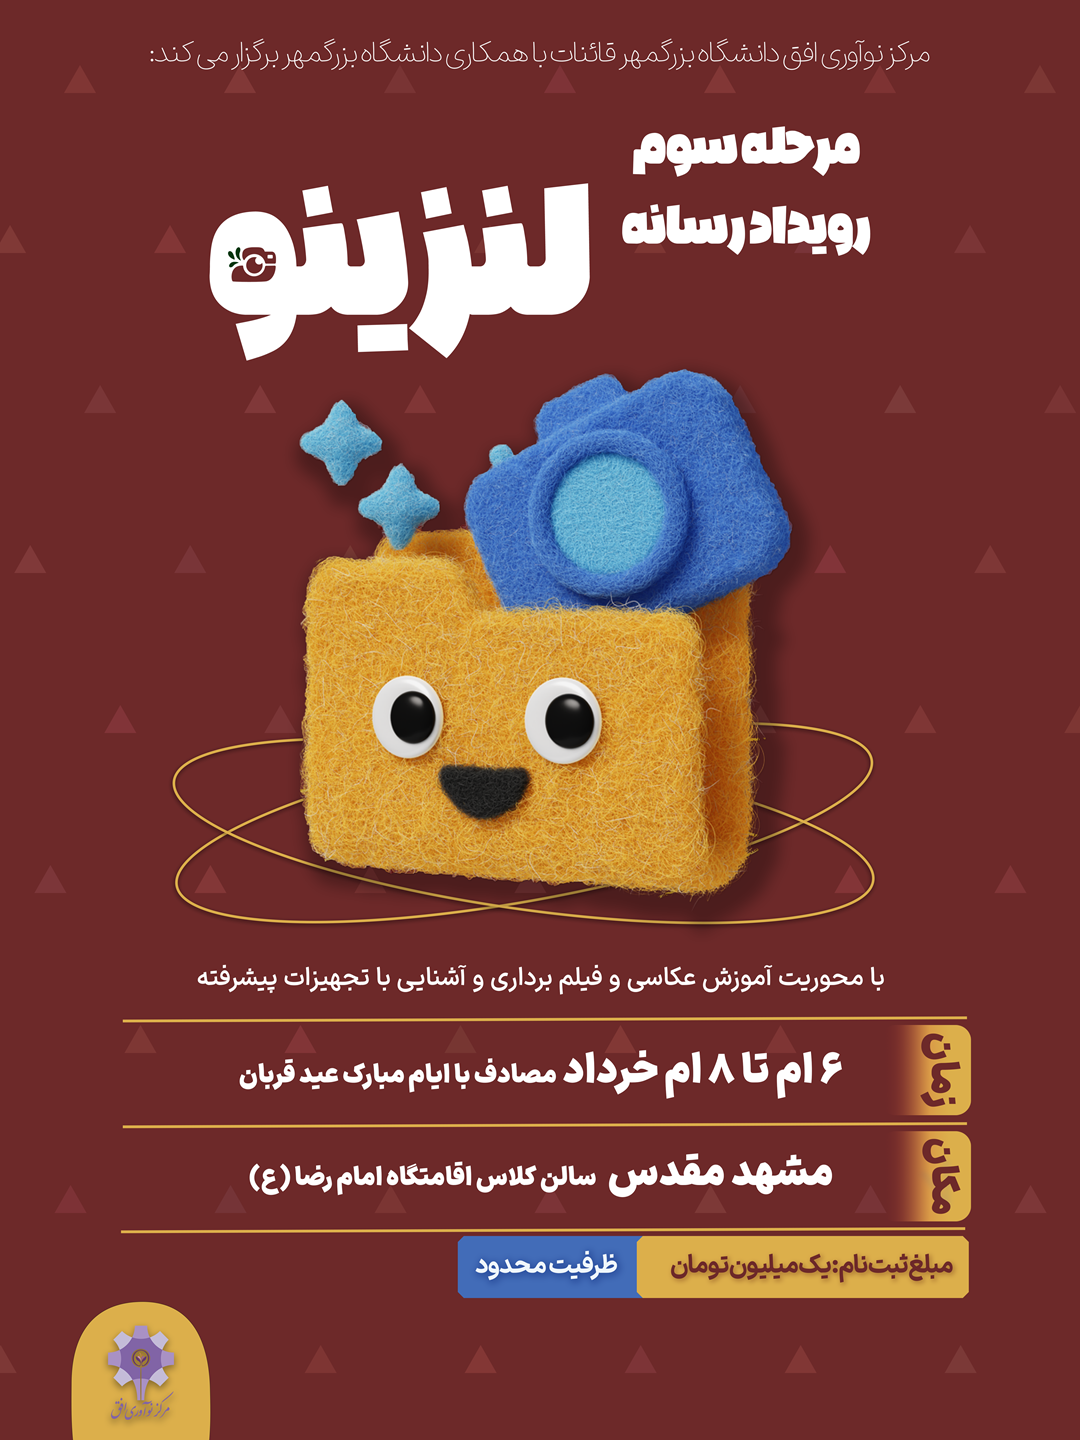 مرکز نوآوری افق دانشگاه بزرگمهر قائنات با همکاری دانشگاه بزرگمهر برگزار می کند:
مرحله سوم
رویداد رسانه
لنزینو
با محوریت آموزش عکاسی و فیلم برداری و آشنایی با تجهیزات پیشرفته
زمان
۶ ام تا ۸ ام خرداد مصادف با ایام مبارک عید قربان
مکان
مشهد مقدس سالن کلاس اقامتگاه امام رضا (ع)
مبلغ ثبت نام: یک میلیون تومان
ظرفیت محدود
مرکز نوآوری افق